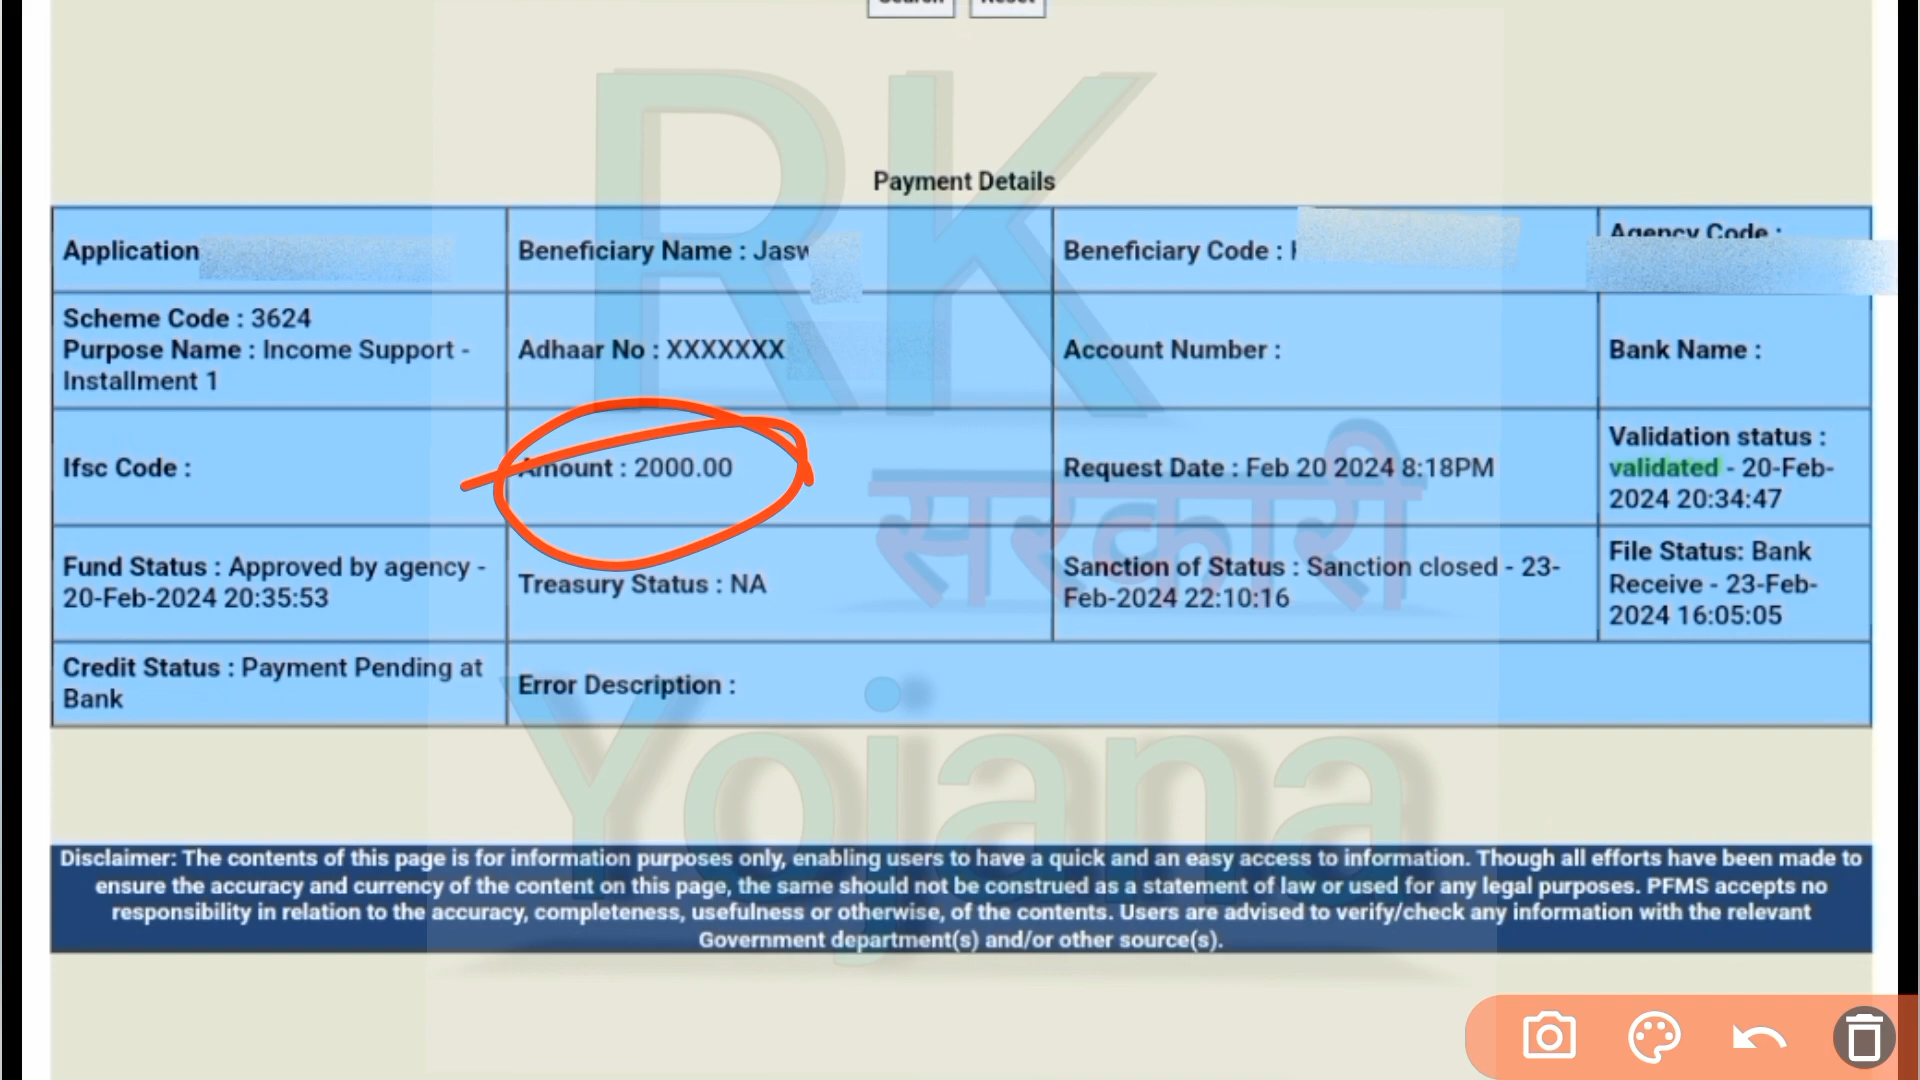 Search Reset
RK
Payment Details
Application
Beneficiary Name : Jasw
Beneficiary Code :
Agency Code :
Scheme Code : 3624
Purpose Name : Income Support -
Installment 1
Adhaar No : XXXXXXX
Account Number :
Bank Name :
Ifsc Code :
Amount : 2000.00
Request Date : Feb 20 2024 8:18PM
Validation status :
validated - 20-Feb-
2024 20:34:47
सरकारी
Fund Status : Approved by agency -
20-Feb-2024 20:35:53
Treasury Status : NA
Sanction of Status : Sanction closed - 23-
Feb-2024 22:10:16
File Status: Bank
Receive - 23-Feb-
2024 16:05:05
Credit Status : Payment Pending at
Bank
Error Description :
Yojana
Disclaimer: The contents of this page is for information purposes only, enabling users to have a quick and an easy access to information. Though all efforts have been made to
ensure the accuracy and currency of the content on this page, the same should not be construed as a statement of law or used for any legal purposes. PFMS accepts no
responsibility in relation to the accuracy, completeness, usefulness or otherwise, of the contents. Users are advised to verify/check any information with the relevant
Government department(s) and/or other source(s).